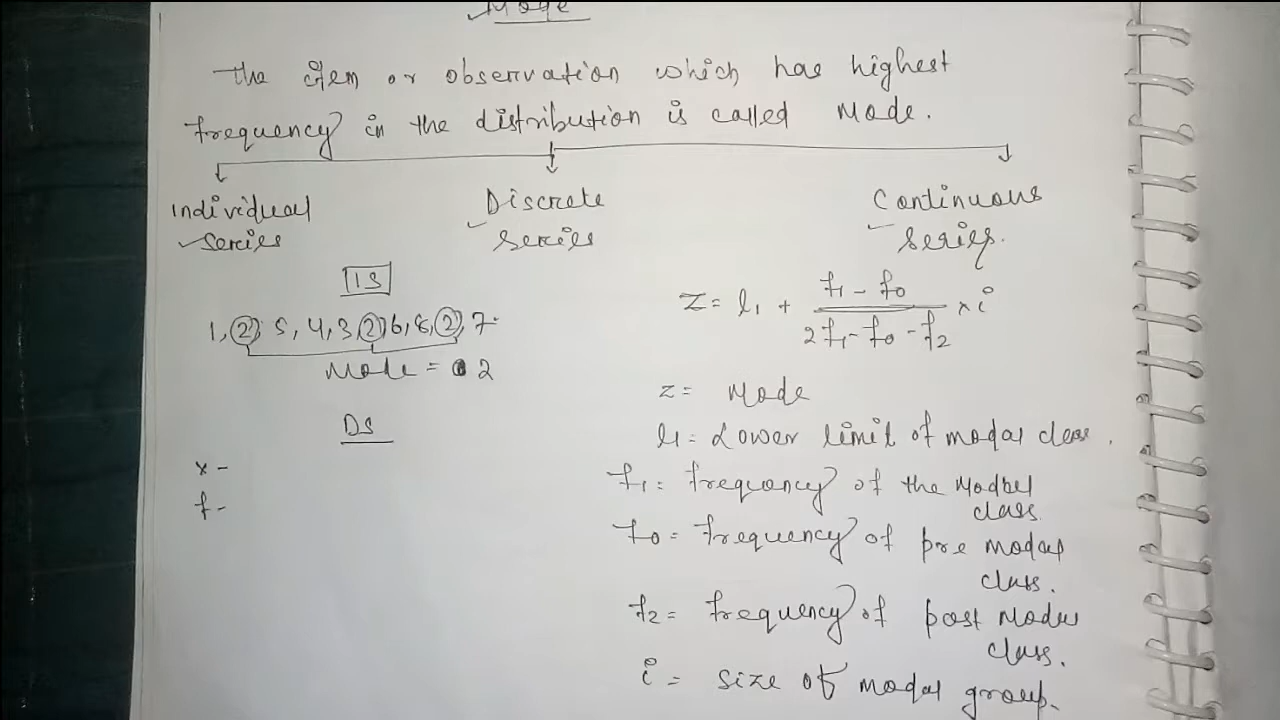 Mode
The item or observation which has highest
frequency in the distribution is called Mode.
Individual
Series
Discrete
Series
Continuous
Series.
IS
1, 2, 5, 4, 3, 2, 6, 8, 2, 7.
Mode = 2
DS
x -
f -
Z = l₁ + (f₁ - f₀) / (2f₁ - f₀ - f₂) × i
Z = Mode
l₁ = Lower limit of modal class.
f₁ = frequency of the Modal
class.
f₀ = frequency of pre modal
class.
f₂ = frequency of post Modal
class.
i = size of modal group.